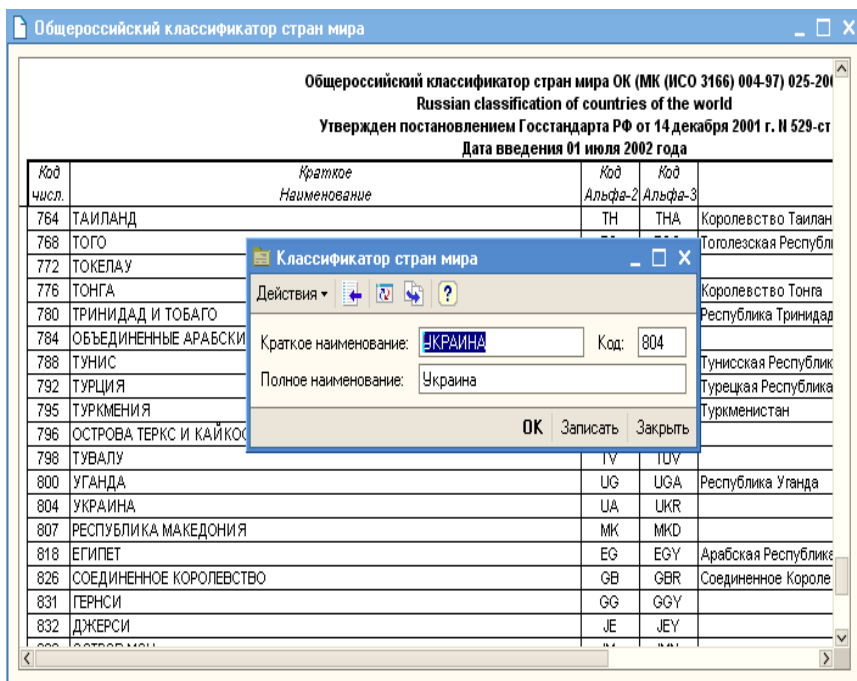 Общероссийский классификатор стран мира
Общероссийский классификатор стран мира ОК (МК (ИСО 3166) 004-97) 025-200
Russian classification of countries of the world
Утвержден постановлением Госстандарта РФ от 14 декабря 2001 г. N 529-ст
Дата введения 01 июля 2002 года
Код числ. Краткое Наименование Код Альфа-2 Код Альфа-3
764 ТАИЛАНД TH THA Королевство Таилан
768 ТОГО Тоголезская Республ
772 ТОКЕЛАУ
776 ТОНГА Королевство Тонга
780 ТРИНИДАД И ТОБАГО Республика Тринидад
784 ОБЪЕДИНЕННЫЕ АРАБСКИ
788 ТУНИС Тунисская Республик
792 ТУРЦИЯ Турецкая Республика
795 ТУРКМЕНИЯ Туркменистан
796 ОСТРОВА ТЕРКС И КАЙКОС
798 ТУВАЛУ TV TUV
800 УГАНДА UG UGA Республика Уганда
804 УКРАИНА UA UKR
807 РЕСПУБЛИКА МАКЕДОНИЯ MK MKD
818 ЕГИПЕТ EG EGY Арабская Республика
826 СОЕДИНЕННОЕ КОРОЛЕВСТВО GB GBR Соединенное Короле
831 ГЕРНСИ GG GGY
832 ДЖЕРСИ JE JEY
Классификатор стран мира
Действия
Краткое наименование: УКРАИНА Код: 804
Полное наименование: Украина
OK Записать Закрыть